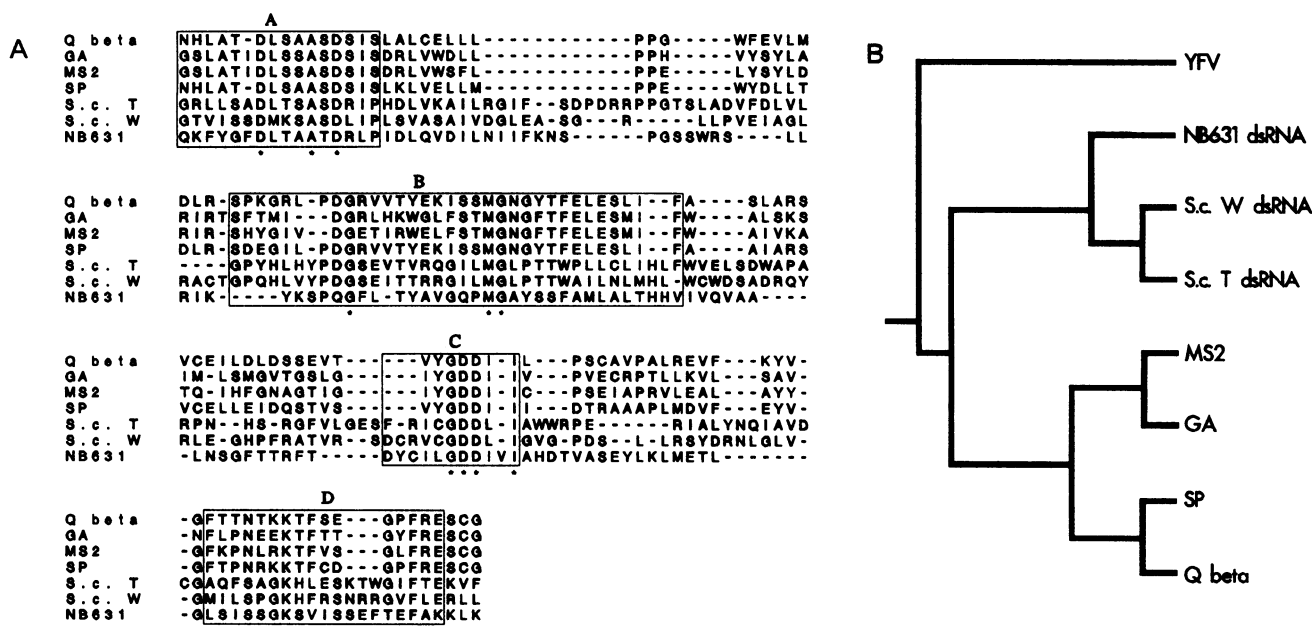 A
A
Q beta NHLAT-DLSAASDSISLALCELLL------------PPG-----WFEVLM
GA GSLATIDLSSASDSISDRLVWDLL------------PPH-----VYSYLA
MS2 GSLATIDLSSASDSISDRLVWSFL------------PPE-----LYSYLD
SP NHLAT-DLSAASDSISLKLVELLM------------PPE-----WYDLLT
S.c. T GRLLSADLTSASDRIPHDLVKAILRGIF--SDPDRRPPGTSLADVFDLVL
S.c. W GTVISSDMKSASDLIPLSVASAIVDGLEA-SG---R-----LLPVEIAGL
NB631 QKFYGFDLTAATDRLPIDLQVDILNIIFKNS------PGSSWRS----LL
* * *
B
Q beta DLR-SPKGRL-PDGRVVTYEKISSMGNGYTFELESLI--FA----SLARS
GA RIRTSFTMI---DGRLHKWGLFSTMGNGFTFELESMI--FW----ALSKS
MS2 RIR-SHYGIV--DGETIRWELFSTMGNGFTFELESMI--FW----AIVKA
SP DLR-SDEGIL-PDGRVVTYEKISSMGNGYTFELESLI--FA----AIARS
S.c. T ----GPYHLHYPDGSEVTVRQGILMGLPTTWPLLCLIHLFWVELSDWAPA
S.c. W RACTGPQHLVYPDGSEITTRRGILMGLPTTWAILNLMHL-WCWDSADRQY
NB631 RIK----YKSPQGFL-TYAVGQPMGAYSSFAMLALTHHVIVQVAA----
* **
C
Q beta VCEILDLDSSEVT---VYGDDI-L---PSCAVPALREVF---KYV-
GA IM-LSMGVTGSLG---IYGDDI-IV---PVECRPTLLKVL---SAV-
MS2 TQ-IHFGNAGTIG---IYGDDI-IC---PSEIAPRVLEAL---AYY-
SP VCELLEIDQSTVS---VYGDDI-II---DTRAAAPLMDVF---EYV-
S.c. T RPN--HS-RGFVLGESF-RICGDDL-IAWWRPE------RIALYNQIAVD
S.c. W RLE-GHPFRATVR--SDCRVCGDDL-IGVG-PDS--L-LRSYDRNLGLV-
NB631 -LNSGFTTRFT-----DYCILGDDIVIAHDTVASEYLKLMETL------
*** *
D
Q beta -GFTTNTKKTFSE---GPFRESCG
GA -NFLPNEEKTFTT---GYFRESCG
MS2 -GFKPNLRKTFVS---GLFRESCG
SP -GFTPNRKKTFCD---GPFRESCG
S.c. T CGAQFSAGKHLESKTWGIFTEKVF
S.c. W -GMILSPGKHFRSNRRGVFLERLL
NB631 -GLSISSGKSVISSEFTEFAKKLK
B
YFV
NB631 dsRNA
S.c. W dsRNA
S.c. T dsRNA
MS2
GA
SP
Q beta